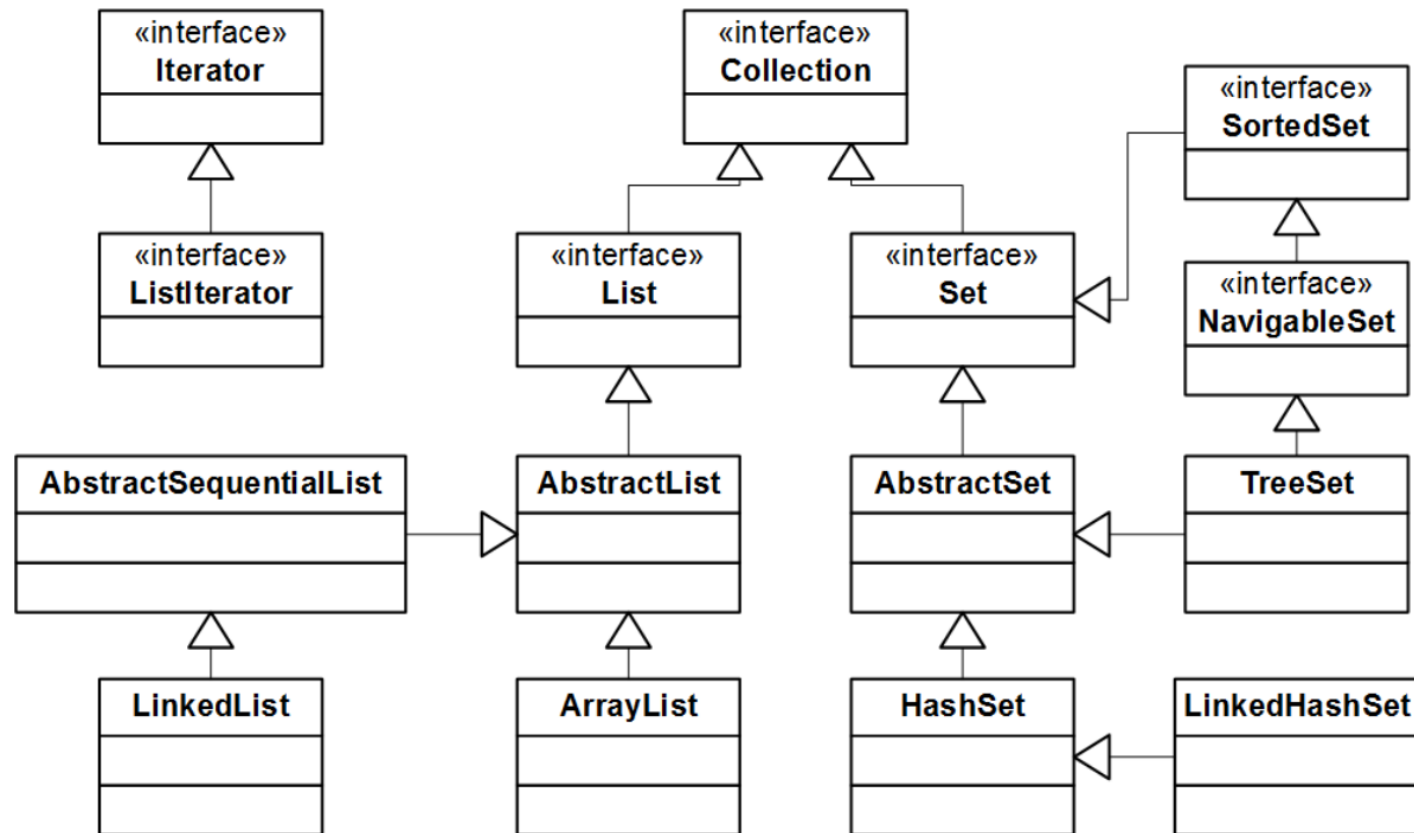 «interface»
Iterator
«interface»
Collection
«interface»
SortedSet
«interface»
ListIterator
«interface»
List
«interface»
Set
«interface»
NavigableSet
AbstractSequentialList
AbstractList
AbstractSet
TreeSet
LinkedList
ArrayList
HashSet
LinkedHashSet